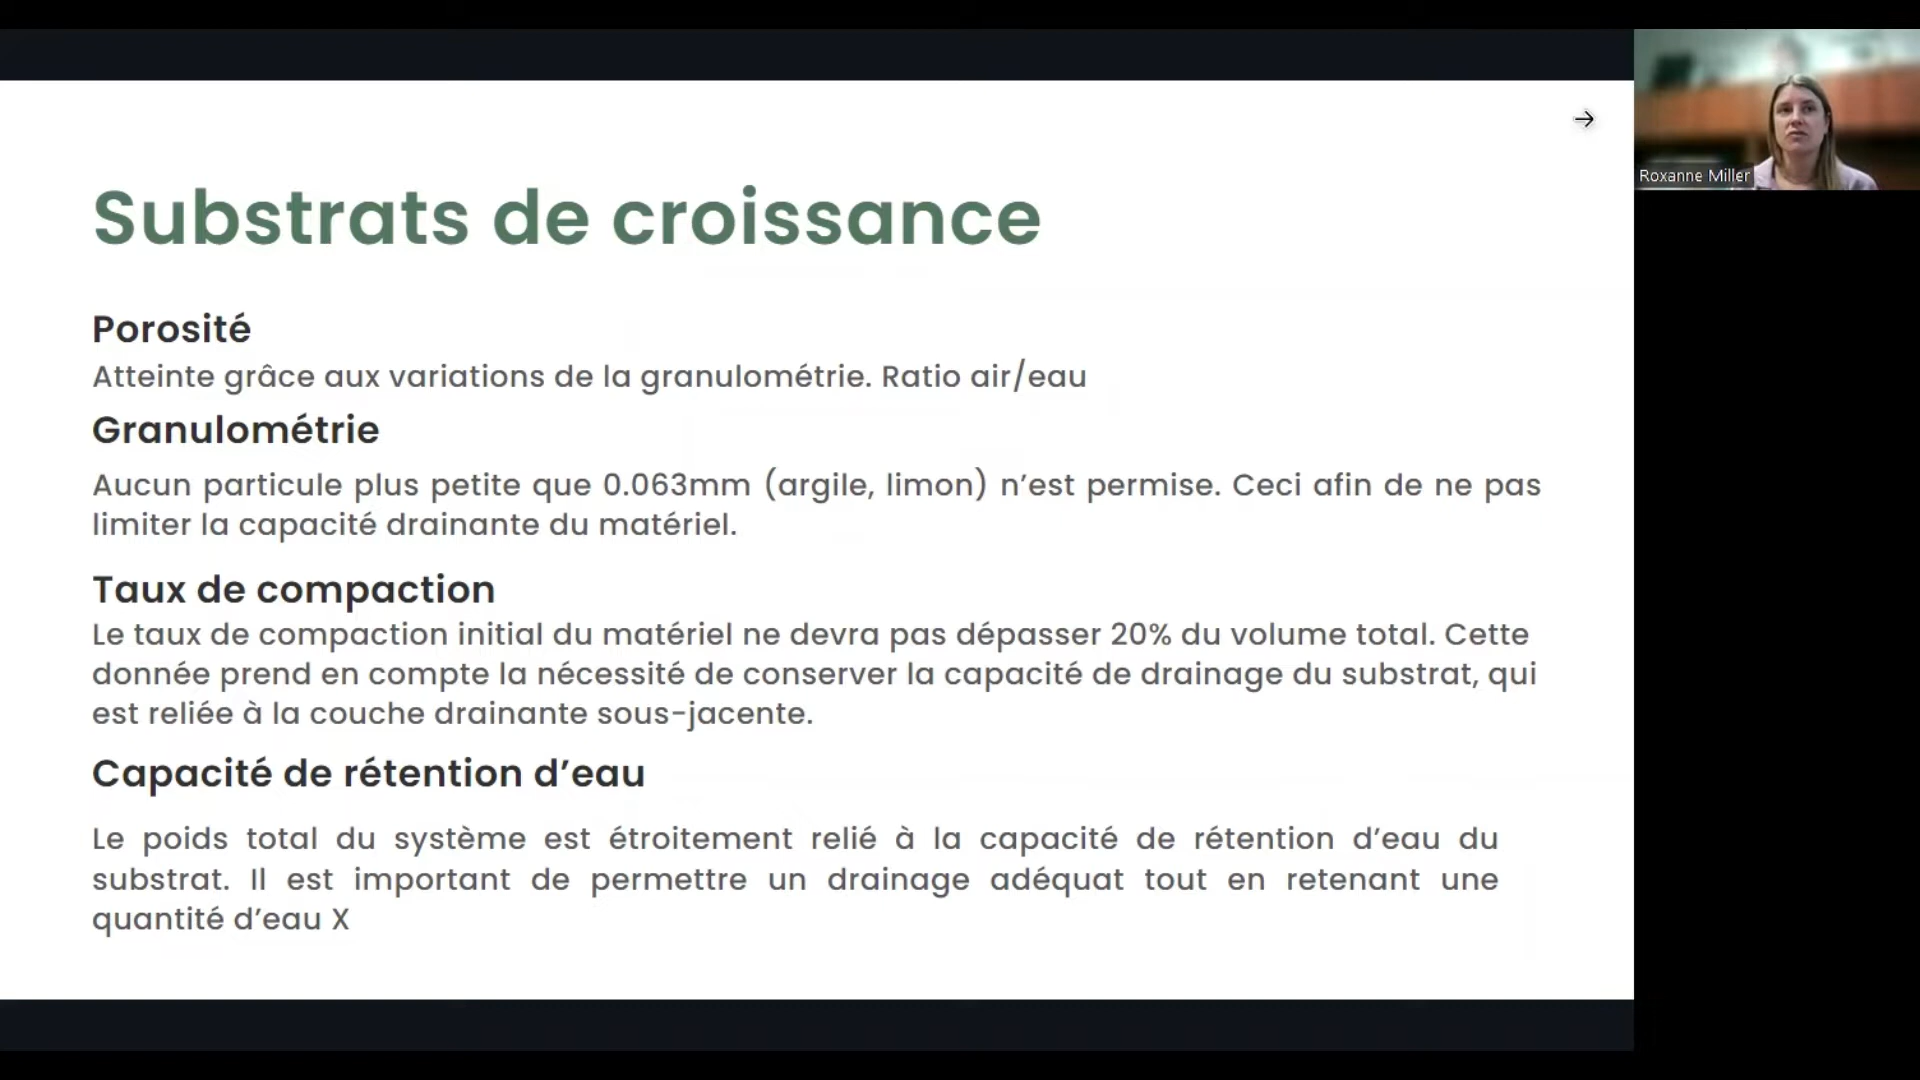 Substrats de croissance
Porosité
Atteinte grâce aux variations de la granulométrie. Ratio air/eau
Granulométrie
Aucun particule plus petite que 0.063mm (argile, limon) n’est permise. Ceci afin de ne pas
limiter la capacité drainante du matériel.
Taux de compaction
Le taux de compaction initial du matériel ne devra pas dépasser 20% du volume total. Cette
donnée prend en compte la nécessité de conserver la capacité de drainage du substrat, qui
est reliée à la couche drainante sous-jacente.
Capacité de rétention d’eau
Le poids total du système est étroitement relié à la capacité de rétention d’eau du
substrat. Il est important de permettre un drainage adéquat tout en retenant une
quantité d’eau X
Roxanne Miller